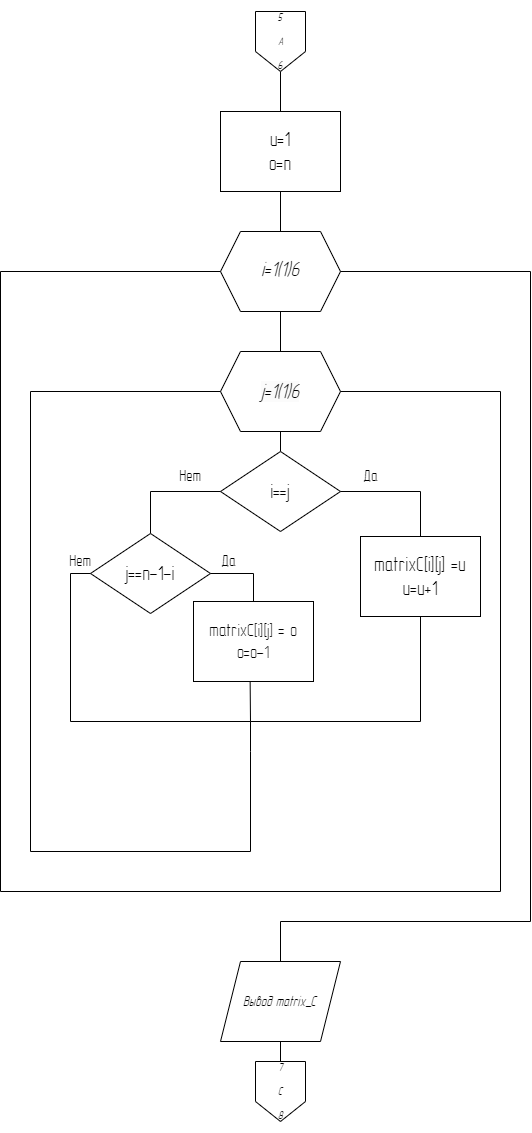 5
A
6
u=1
o=n
i=1(1)6
j=1(1)6
Нет
Да
i==j
Нет
Да
j==n-1-i
matrixC[i][j] =u
u=u+1
matrixC[i][j] = o
o=o-1
Вывод matrix_C
7
C
8